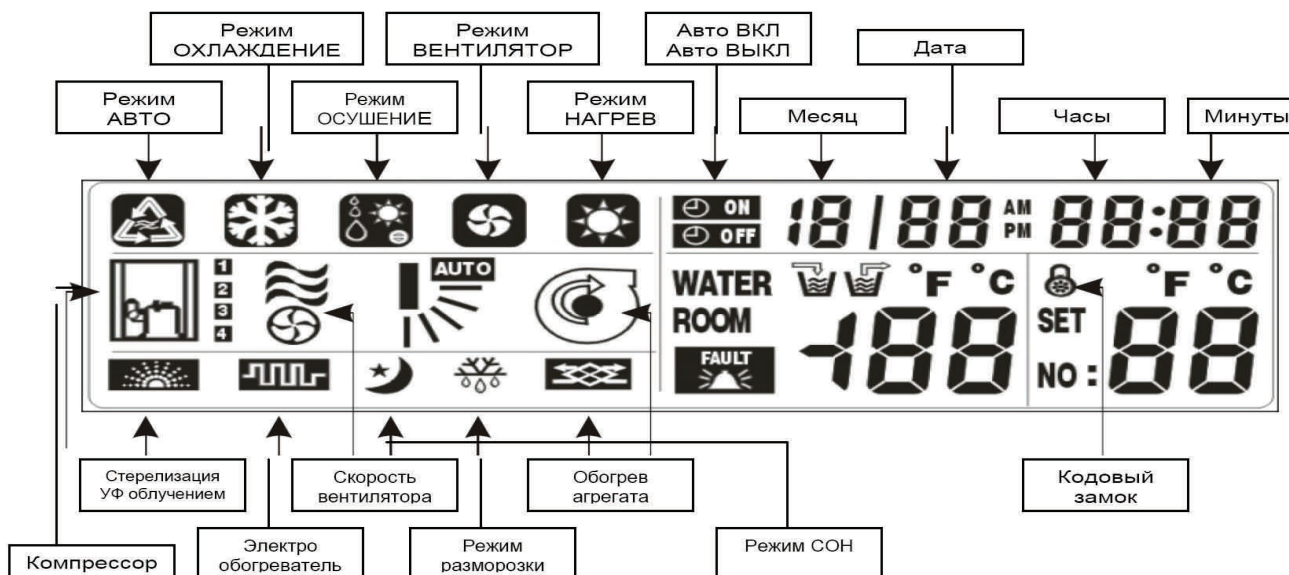 Режим
ОХЛАЖДЕНИЕ
Режим
ВЕНТИЛЯТОР
Авто ВКЛ
Авто ВЫКЛ
Дата
Режим
АВТО
Режим
ОСУШЕНИЕ
Режим
НАГРЕВ
Месяц
Часы
Минуты
ON
OFF
18/88
AM
PM
88:88
1
2
3
4
AUTO
WATER
ROOM
FAULT
°F °C
188
°F °C
SET
NO:
88
Стерелизация
УФ облучением
Скорость
вентилятора
Обогрев
агрегата
Кодовый
замок
Компрессор
Электро
обогреватель
Режим
разморозки
Режим СОН